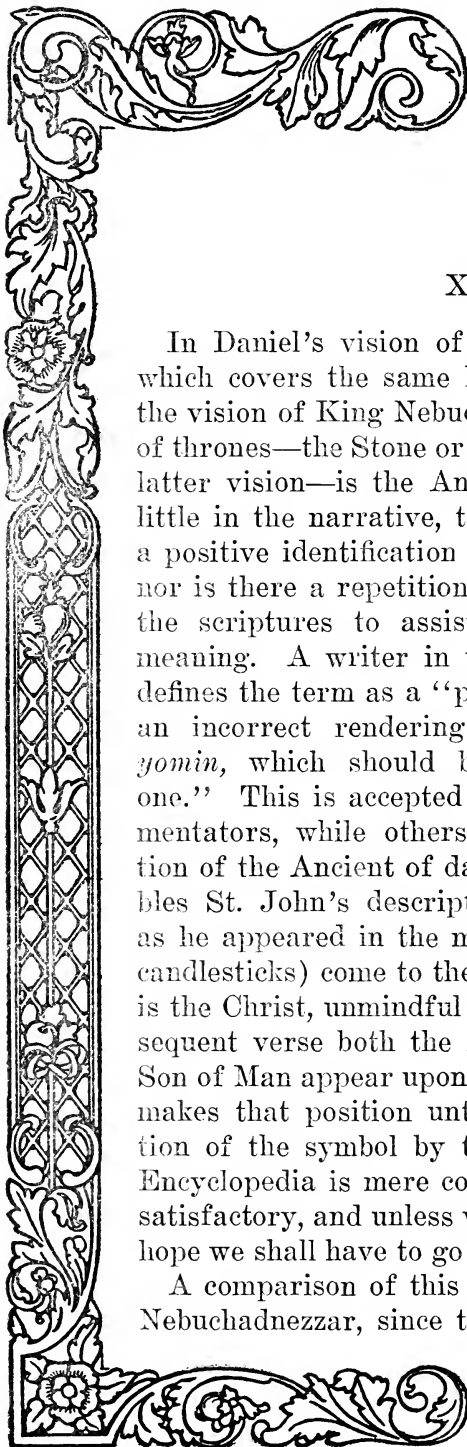 X
In Daniel's vision of
which covers the same
the vision of King Nebuc
of thrones—the Stone or
latter vision—is the An
little in the narrative, t
a positive identification
nor is there a repetition
the scriptures to assis
meaning. A writer in
defines the term as a "p
an incorrect rendering
yomin, which should b
one." This is accepted
mentators, while others
tion of the Ancient of da
bles St. John's descript
as he appeared in the m
candlesticks) come to the
is the Christ, unmindful
sequent verse both the
Son of Man appear upon
makes that position unt
tion of the symbol by t
Encyclopedia is mere co
satisfactory, and unless
hope we shall have to go
A comparison of this
Nebuchadnezzar, since t